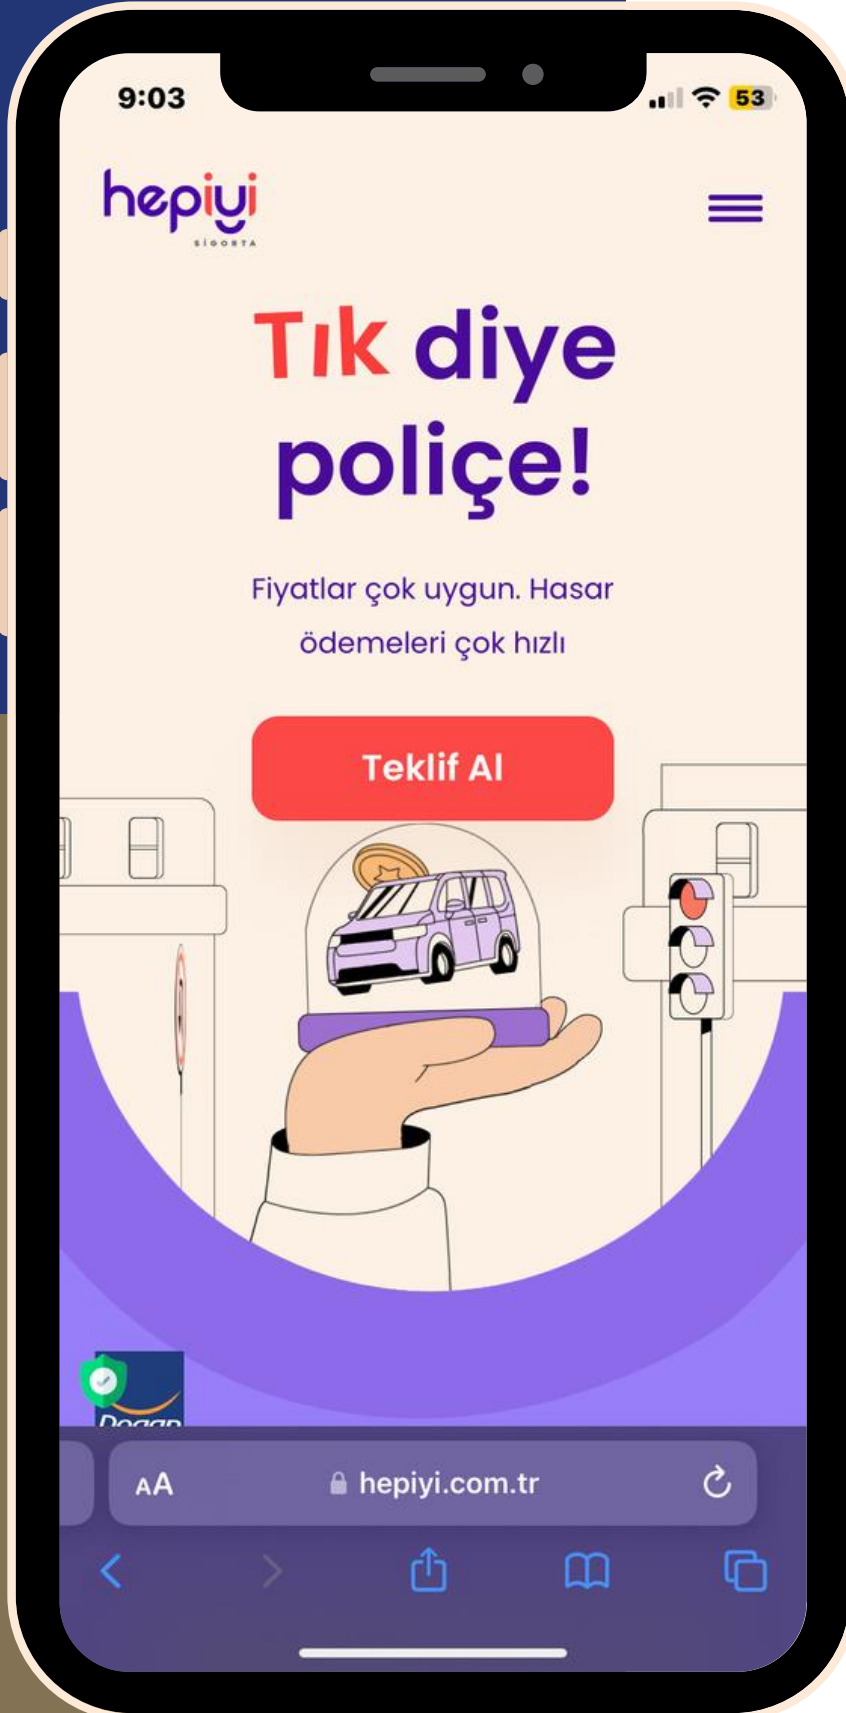 9:03
53
hepiyi
SİGORTA
Tık diye
poliçe!
Fiyatlar çok uygun. Hasar
ödemeleri çok hızlı
Teklif Al
AA
hepiyi.com.tr